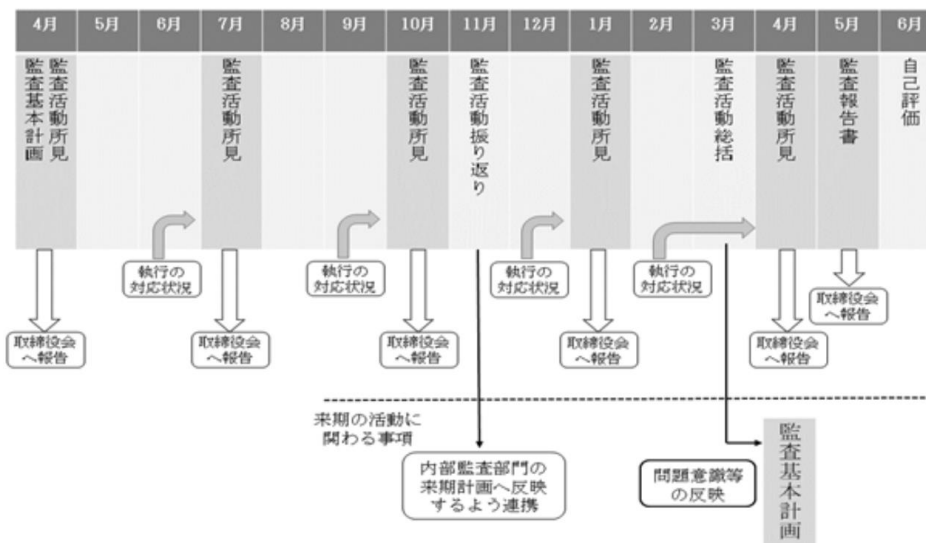 4月 5月 6月 7月 8月 9月 10月 11月 12月 1月 2月 3月 4月 5月 6月
監査活動所見
監査基本計画
監査活動所見
監査活動所見
監査活動振り返り
監査活動所見
監査活動総括
監査活動所見
監査報告書
自己評価
執行の
対応状況
執行の
対応状況
執行の
対応状況
執行の
対応状況
取締役会
へ報告
取締役会
へ報告
取締役会
へ報告
取締役会
へ報告
取締役会
へ報告
取締役会
へ報告
来期の活動に
関わる事項
内部監査部門の
来期計画へ反映
するよう連携
問題意識等
の反映
監査基本計画